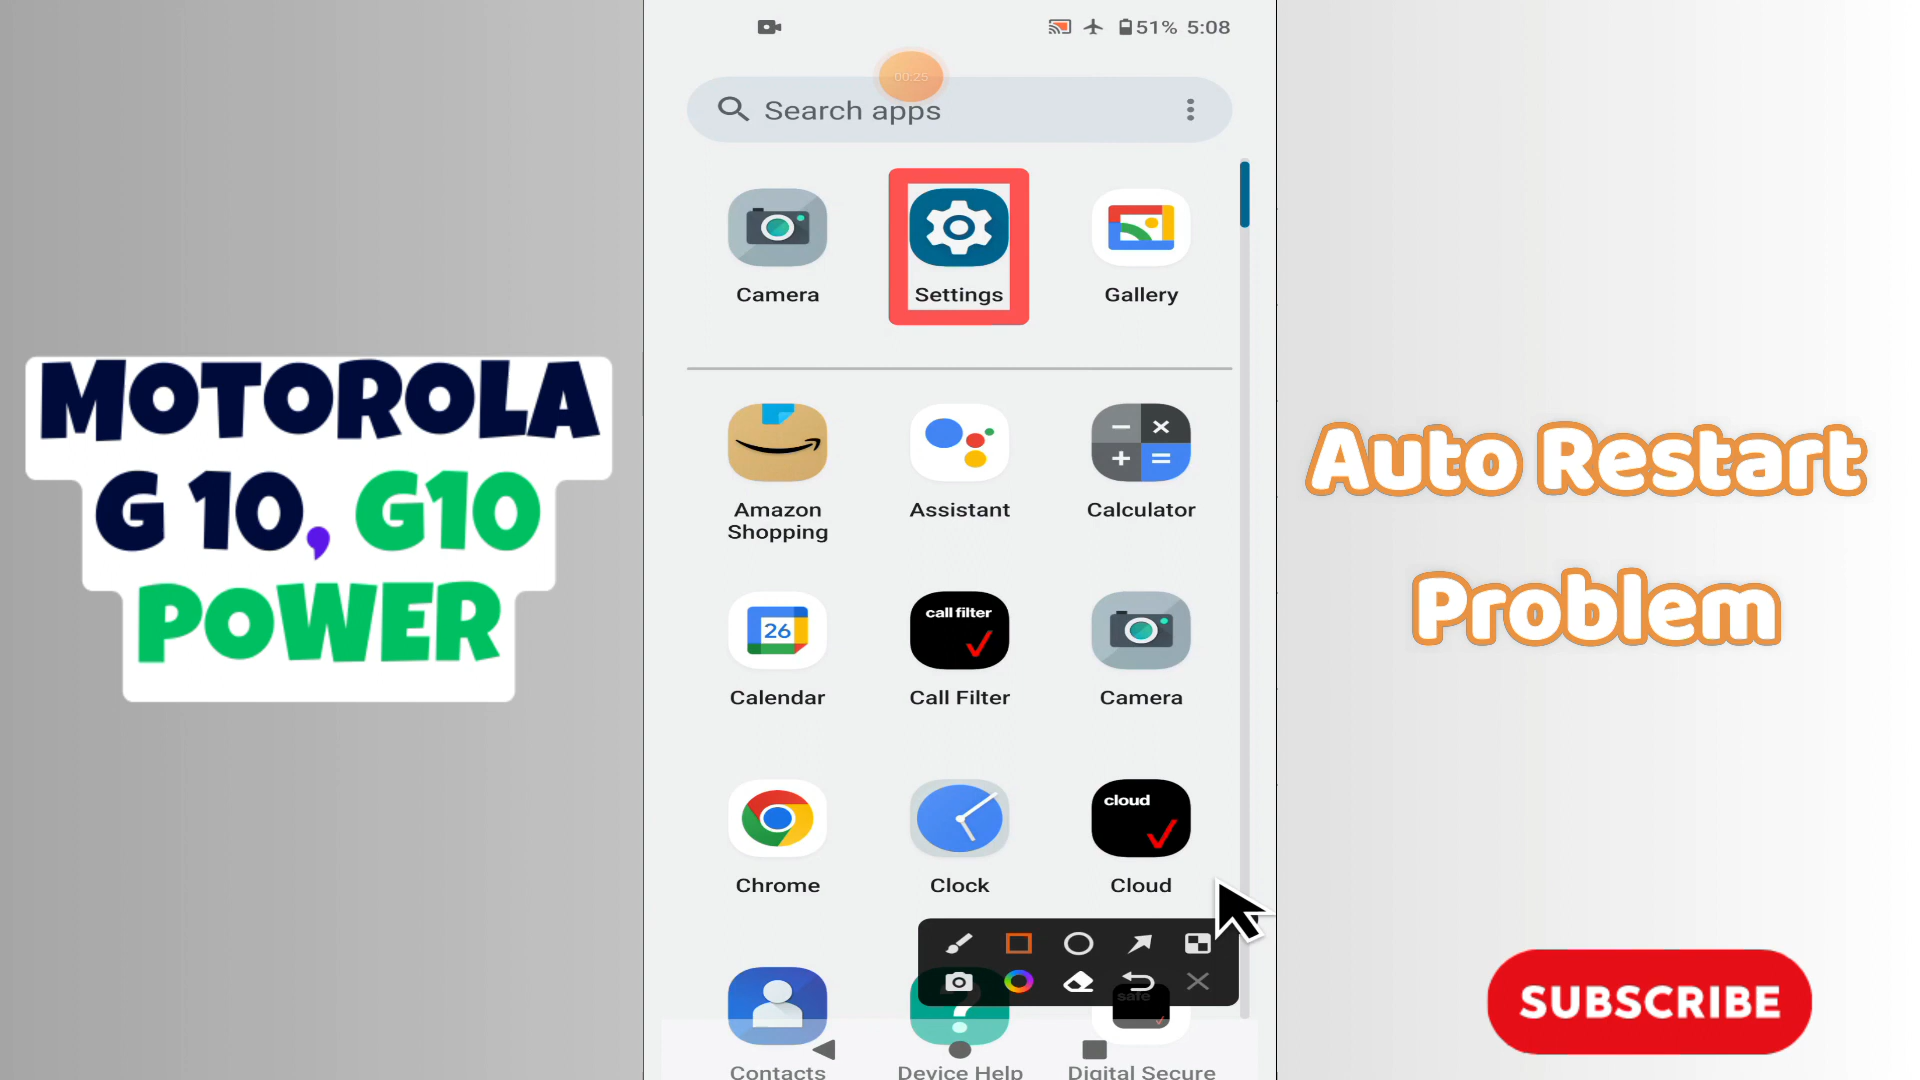 MOTOROLA
G 10, G10
POWER
51% 5:08
00:25
Search apps
Camera
Settings
Gallery
Amazon
Shopping
Assistant
Calculator
26
Calendar
call filter
Call Filter
Camera
Chrome
Clock
cloud
Cloud
safe
Contacts
Device Help
Digital Secure
Auto Restart
Problem
SUBSCRIBE